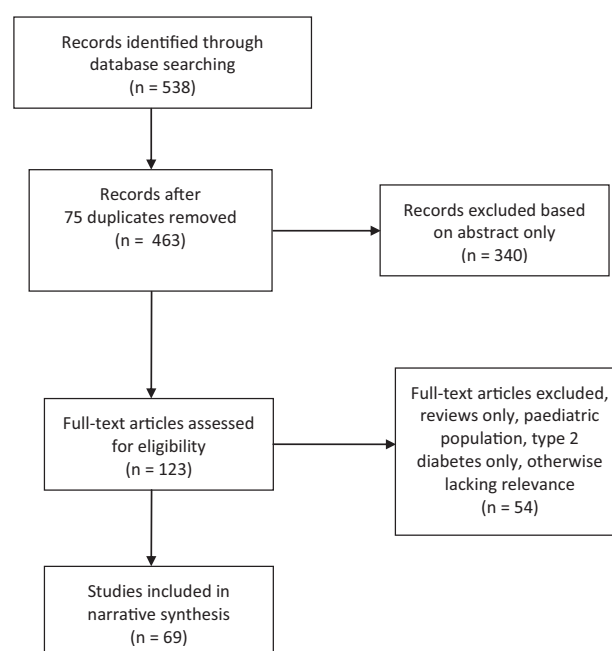 Records identified through
database searching
(n = 538)
Records after
75 duplicates removed
(n = 463)
Records excluded based
on abstract only
(n = 340)
Full-text articles assessed
for eligibility
(n = 123)
Full-text articles excluded,
reviews only, paediatric
population, type 2
diabetes only, otherwise
lacking relevance
(n = 54)
Studies included in
narrative synthesis
(n = 69)